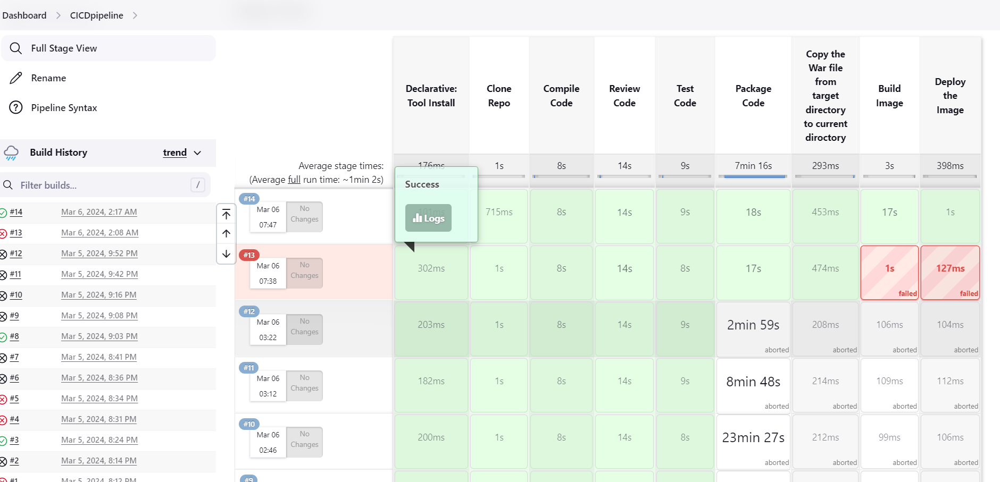 Dashboard
CICDpipeline
Full Stage View
Rename
Pipeline Syntax
Build History
trend
Filter builds...
/
#14 Mar 6, 2024, 2:17 AM
#13 Mar 6, 2024, 2:08 AM
#12 Mar 5, 2024, 9:52 PM
#11 Mar 5, 2024, 9:42 PM
#10 Mar 5, 2024, 9:16 PM
#9 Mar 5, 2024, 9:08 PM
#8 Mar 5, 2024, 9:03 PM
#7 Mar 5, 2024, 8:41 PM
#6 Mar 5, 2024, 8:36 PM
#5 Mar 5, 2024, 8:34 PM
#4 Mar 5, 2024, 8:31 PM
#3 Mar 5, 2024, 8:24 PM
#2 Mar 5, 2024, 8:14 PM
#1 Mar 5, 2024, 8:12 PM
Declarative:
Tool Install
Clone
Repo
Compile
Code
Review
Code
Test
Code
Package
Code
Copy the
War file
from
target
directory
to current
diroctory
Build
Image
Deploy
the
Image
Average stage times:
(Average full run time: ~1min 2s)
176ms 1s 8s 14s 9s 7min 16s 293ms 3s 398ms
Success
Logs
#14
Mar 06
07:47
No
Changes
715ms 8s 14s 9s 18s 453ms 17s 1s
#13
Mar 06
07:38
No
Changes
302ms 1s 8s 14s 8s 17s 474ms 1s 127ms
failed failed
#12
Mar 06
03:22
No
Changes
203ms 1s 8s 14s 9s 2min 59s 208ms 106ms 104ms
aborted aborted aborted aborted
#11
Mar 06
03:12
No
Changes
182ms 1s 8s 14s 9s 8min 48s 214ms 109ms 112ms
aborted aborted aborted aborted
#10
Mar 06
02:46
No
Changes
200ms 1s 8s 14s 8s 23min 27s 212ms 99ms 106ms
aborted aborted aborted aborted
#9